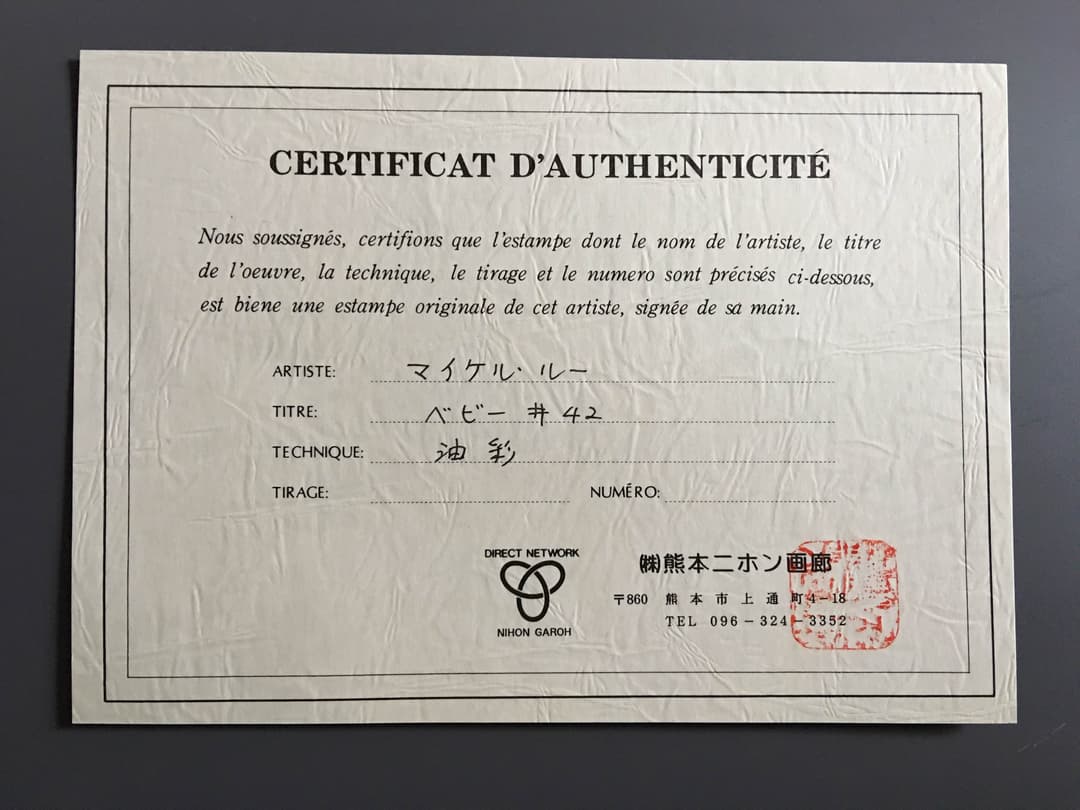 CERTIFICAT D'AUTHENTICITÉ
Nous soussignés, certifions que l'estampe dont le nom de l'artiste, le titre
de l'oeuvre, la technique, le tirage et le numero sont précisés ci-dessous,
est biene une estampe originale de cet artiste, signée de sa main.
ARTISTE: マイケル・ルー
TITRE: ベビー #42
TECHNIQUE: 油彩
TIRAGE: NUMÉRO:
DIRECT NETWORK
NIHON GAROH
㈱熊本ニホン画廊
〒860 熊本市上通町4-18
TEL 096-324-3352